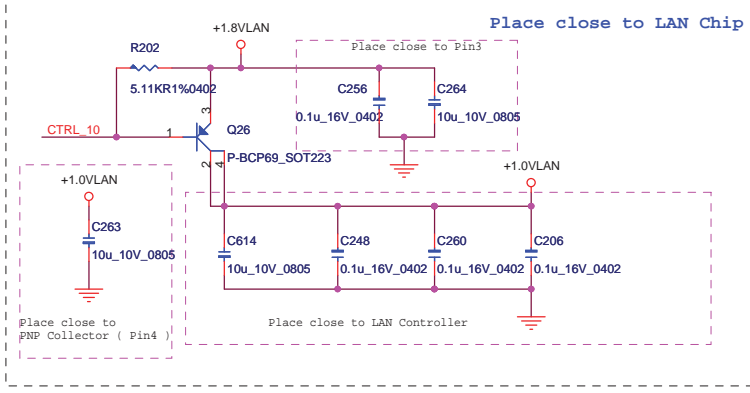 Place close to LAN Chip
+1.8VLAN
R202
5.11KR1%0402
Place close to Pin3
C256
0.1u_16V_0402
C264
10u_10V_0805
CTRL_10
1
3
Q26
P-BCP69_SOT223
2
4
+1.0VLAN
C263
10u_10V_0805
Place close to
PNP Collector ( Pin4 )
+1.0VLAN
C614
10u_10V_0805
C248
0.1u_16V_0402
C260
0.1u_16V_0402
C206
0.1u_16V_0402
Place close to LAN Controller